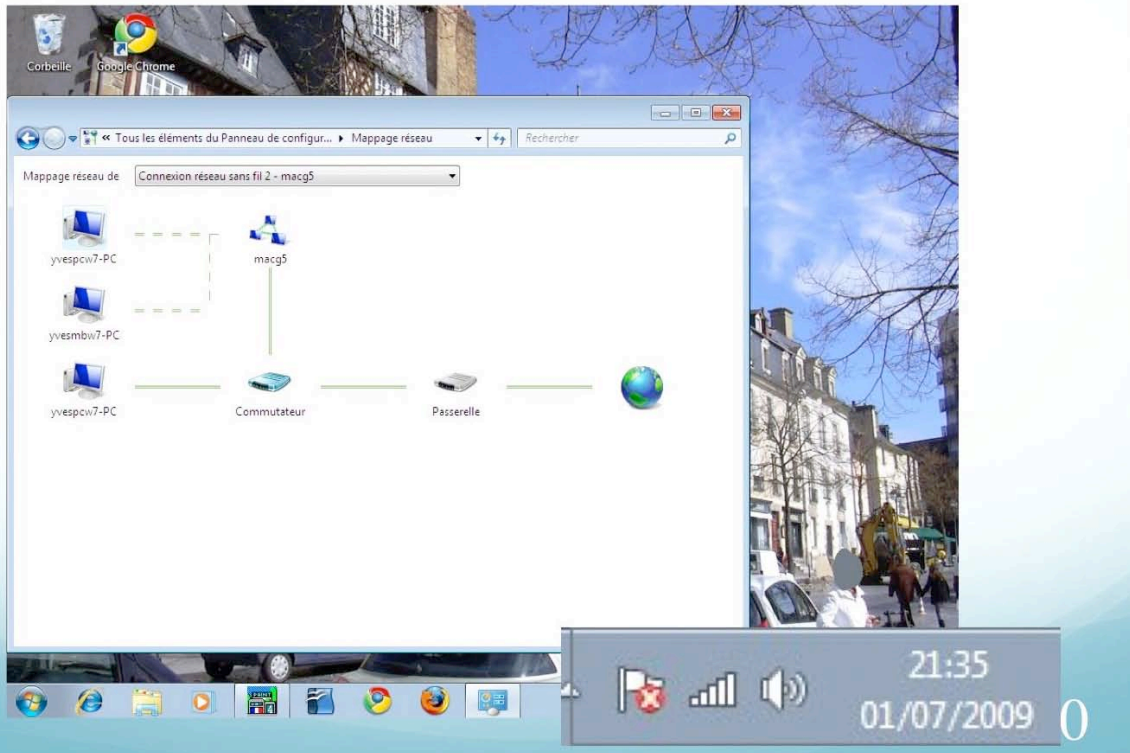 Corbeille
Google Chrome
« Tous les éléments du Panneau de configur... Mappage réseau
Rechercher
Mappage réseau de
Connexion réseau sans fil 2 - macg5
yvespcw7-PC
macg5
yvesmbw7-PC
yvespcw7-PC
Commutateur
Passerelle
21:35
01/07/2009
0